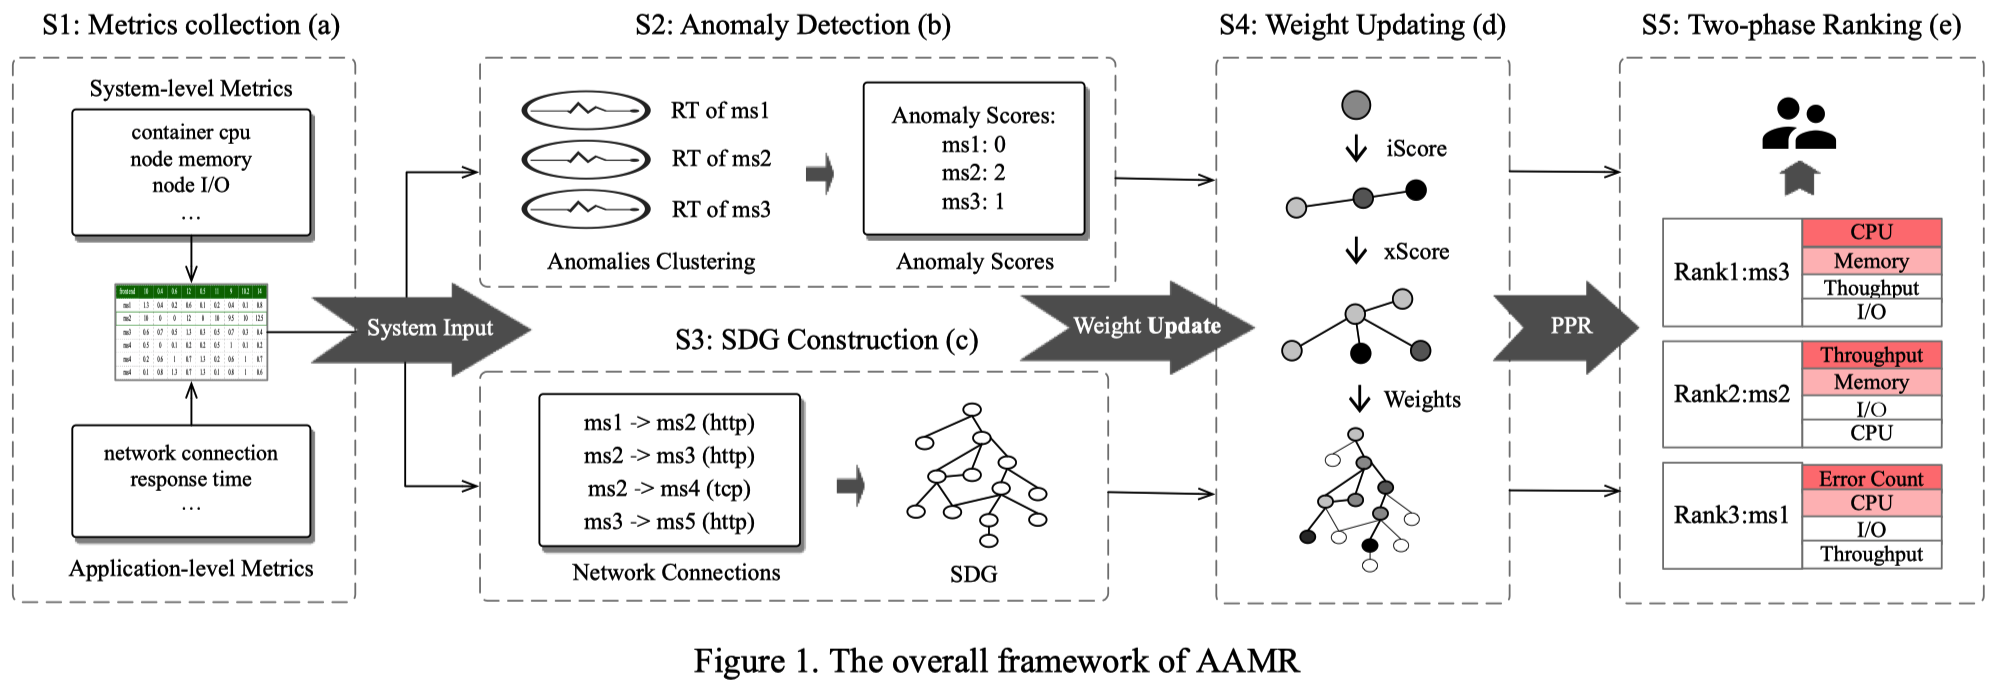 S1: Metrics collection (a)
System-level Metrics
container cpu
node memory
node I/O
...
network connection
response time
...
Application-level Metrics
System Input
S2: Anomaly Detection (b)
RT of ms1
RT of ms2
RT of ms3
Anomalies Clustering
Anomaly Scores:
ms1: 0
ms2: 2
ms3: 1
Anomaly Scores
S3: SDG Construction (c)
ms1 -> ms2 (http)
ms2 -> ms3 (http)
ms2 -> ms4 (tcp)
ms3 -> ms5 (http)
Network Connections
SDG
Weight Update
S4: Weight Updating (d)
iScore
xScore
Weights
PPR
S5: Two-phase Ranking (e)
Rank1:ms3
CPU
Memory
Thoughput
I/O
Rank2:ms2
Throughput
Memory
I/O
CPU
Rank3:ms1
Error Count
CPU
I/O
Throughput
Figure 1. The overall framework of AAMR